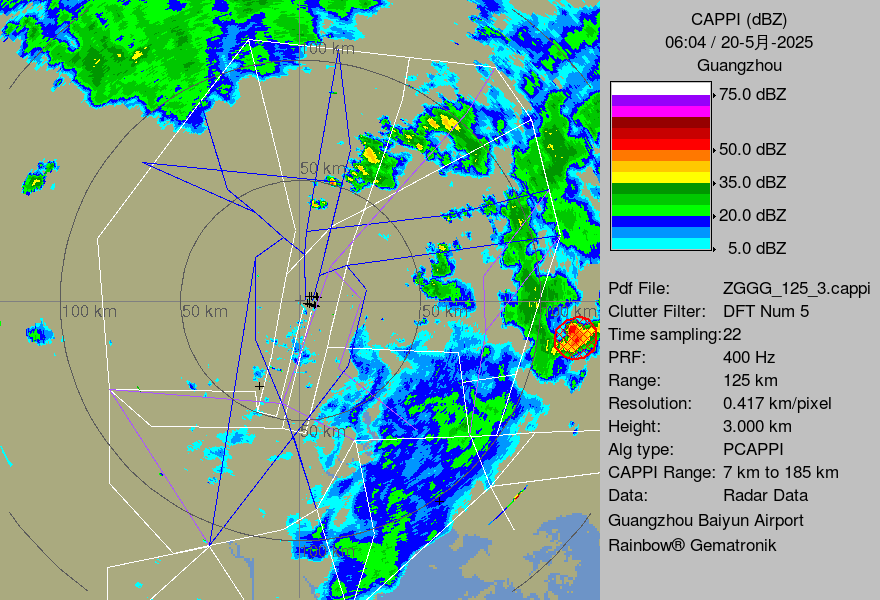 CAPPI (dBZ)
06:04 / 20-5月-2025
Guangzhou
75.0 dBZ
50.0 dBZ
35.0 dBZ
20.0 dBZ
5.0 dBZ
Pdf File: ZGGG_125_3.cappi
Clutter Filter: DFT Num 5
Time sampling:22
PRF: 400 Hz
Range: 125 km
Resolution: 0.417 km/pixel
Height: 3.000 km
Alg type: PCAPPI
CAPPI Range: 7 km to 185 km
Data: Radar Data
Guangzhou Baiyun Airport
Rainbow® Gematronik
100 km
50 km
100 km
50 km
50 km
100 km
50 km
100 km